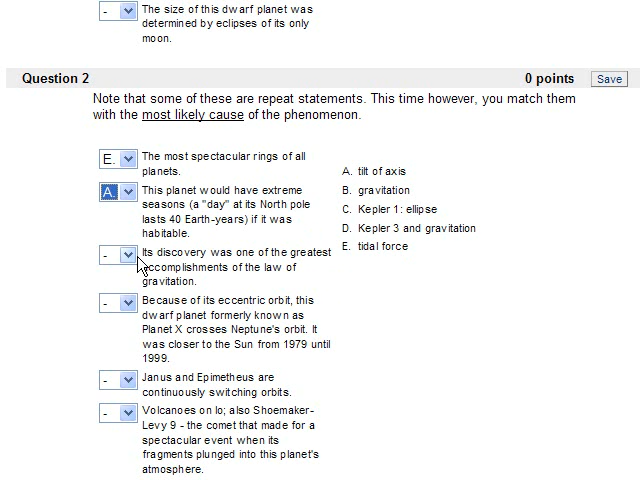 - The size of this dwarf planet was
determined by eclipses of its only
moon.
Question 2 0 points Save
Note that some of these are repeat statements. This time however, you match them
with the most likely cause of the phenomenon.
E. The most spectacular rings of all
planets.
A. This planet would have extreme
seasons (a "day" at its North pole
lasts 40 Earth-years) if it was
habitable.
- Its discovery was one of the greatest
accomplishments of the law of
gravitation.
- Because of its eccentric orbit, this
dwarf planet formerly known as
Planet X crosses Neptune's orbit. It
was closer to the Sun from 1979 until
1999.
- Janus and Epimetheus are
continuously switching orbits.
- Volcanoes on Io; also Shoemaker-
Levy 9 - the comet that made for a
spectacular event when its
fragments plunged into this planet's
atmosphere.
A. tilt of axis
B. gravitation
C. Kepler 1: ellipse
D. Kepler 3 and gravitation
E. tidal force